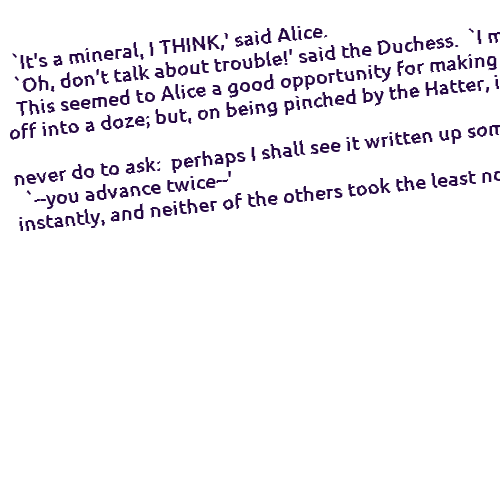 `It's a mineral, I THINK,' said Alice.
`Oh, don't talk about trouble!' said the Duchess.  `I m
This seemed to Alice a good opportunity for making
off into a doze; but, on being pinched by the Hatter, i
never do to ask:  perhaps I shall see it written up som
`--you advance twice--'
instantly, and neither of the others took the least no